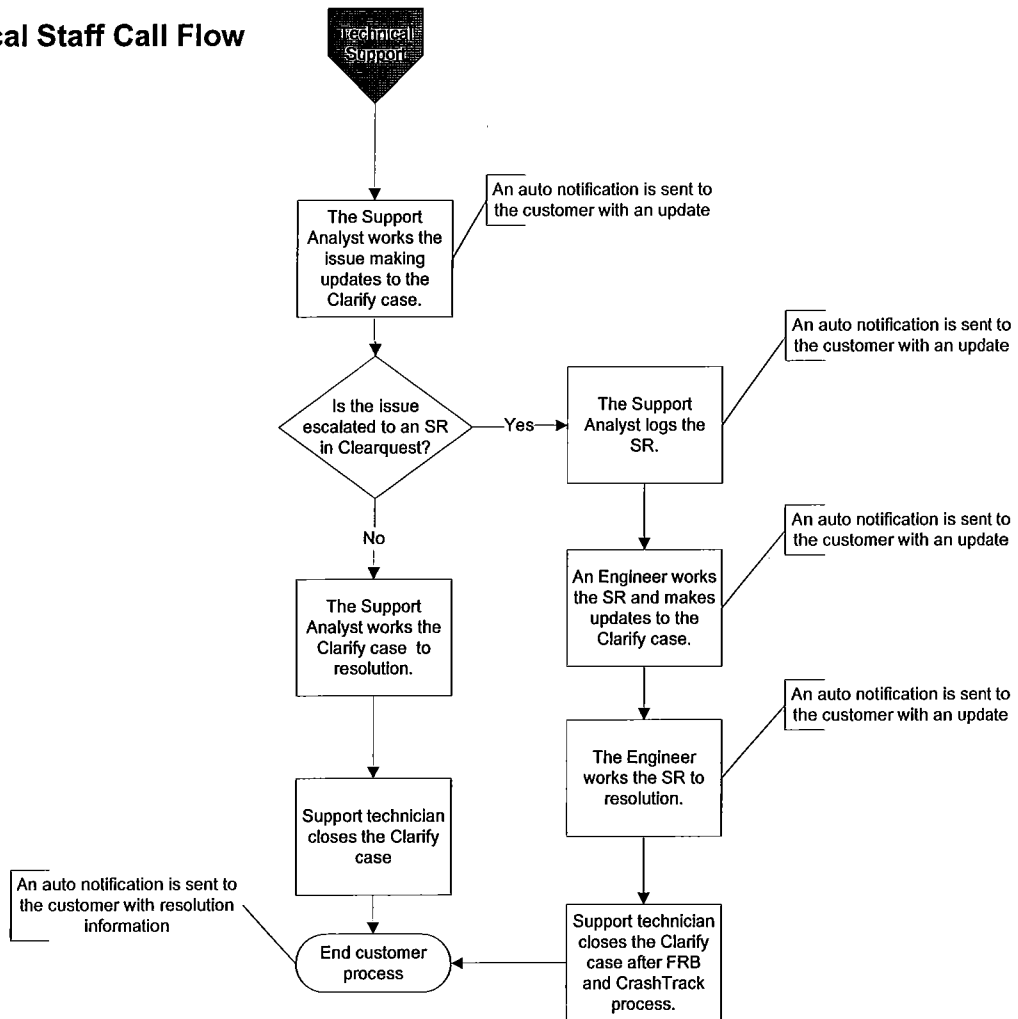 cal Staff Call Flow
Technical
Support
An auto notification is sent to
the customer with an update
The Support
Analyst works the
issue making
updates to the
Clarify case.
An auto notification is sent to
the customer with an update
Is the issue
escalated to an SR
in Clearquest?
Yes
The Support
Analyst logs the
SR.
No
An auto notification is sent to
the customer with an update
An Engineer works
the SR and makes
updates to the
Clarify case.
The Support
Analyst works the
Clarify case to
resolution.
An auto notification is sent to
the customer with an update
The Engineer
works the SR to
resolution.
Support technician
closes the Clarify
case
An auto notification is sent to
the customer with resolution
information
End customer
process
Support technician
closes the Clarify
case after FRB
and CrashTrack
process.